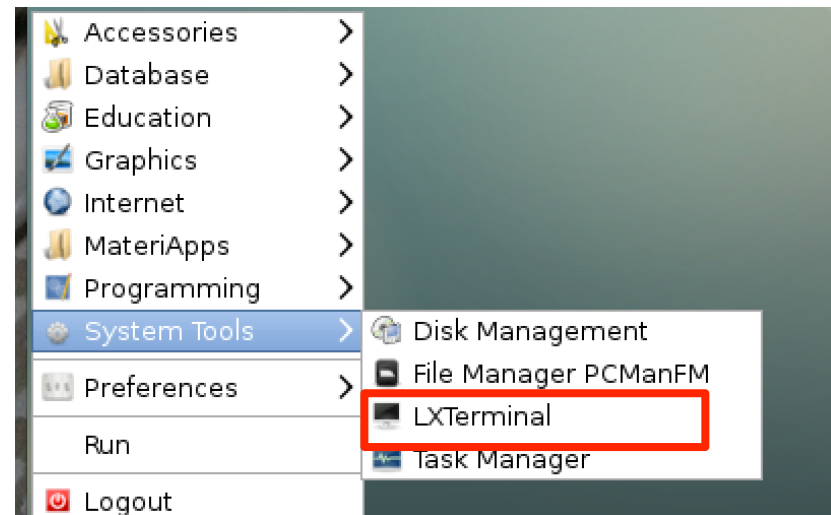 Accessories
Database
Education
Graphics
Internet
MateriApps
Programming
System Tools
Disk Management
File Manager PCManFM
LXTerminal
Task Manager
Preferences
Run
Logout